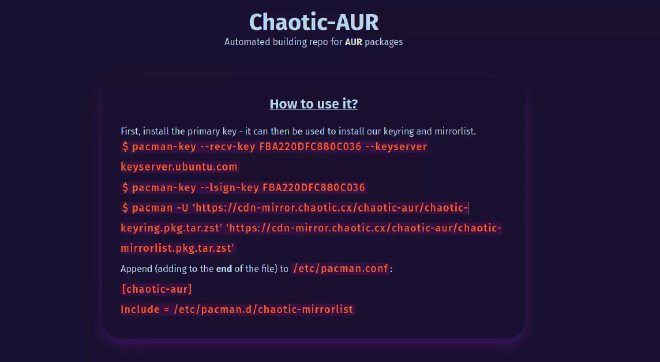 Chaotic-AUR
Automated building repo for AUR packages
How to use it?
First, install the primary key - it can then be used to install our keyring and mirrorlist.
$ pacman-key --recv-key FBA220DFC880C036 --keyserver
keyserver.ubuntu.com
$ pacman-key --lsign-key FBA220DFC880C036
$ pacman -U 'https://cdn-mirror.chaotic.cx/chaotic-aur/chaotic-
keyring.pkg.tar.zst' 'https://cdn-mirror.chaotic.cx/chaotic-aur/chaotic-
mirrorlist.pkg.tar.zst'
Append (adding to the end of the file) to /etc/pacman.conf:
[chaotic-aur]
Include = /etc/pacman.d/chaotic-mirrorlist